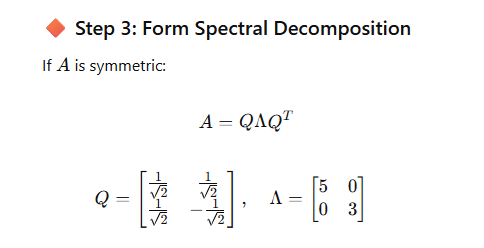 Step 3: Form Spectral Decomposition
If A is symmetric:
A = QΛQᵀ
Q = [1/√2 1/√2; 1/√2 −1/√2], Λ = [5 0; 0 3]